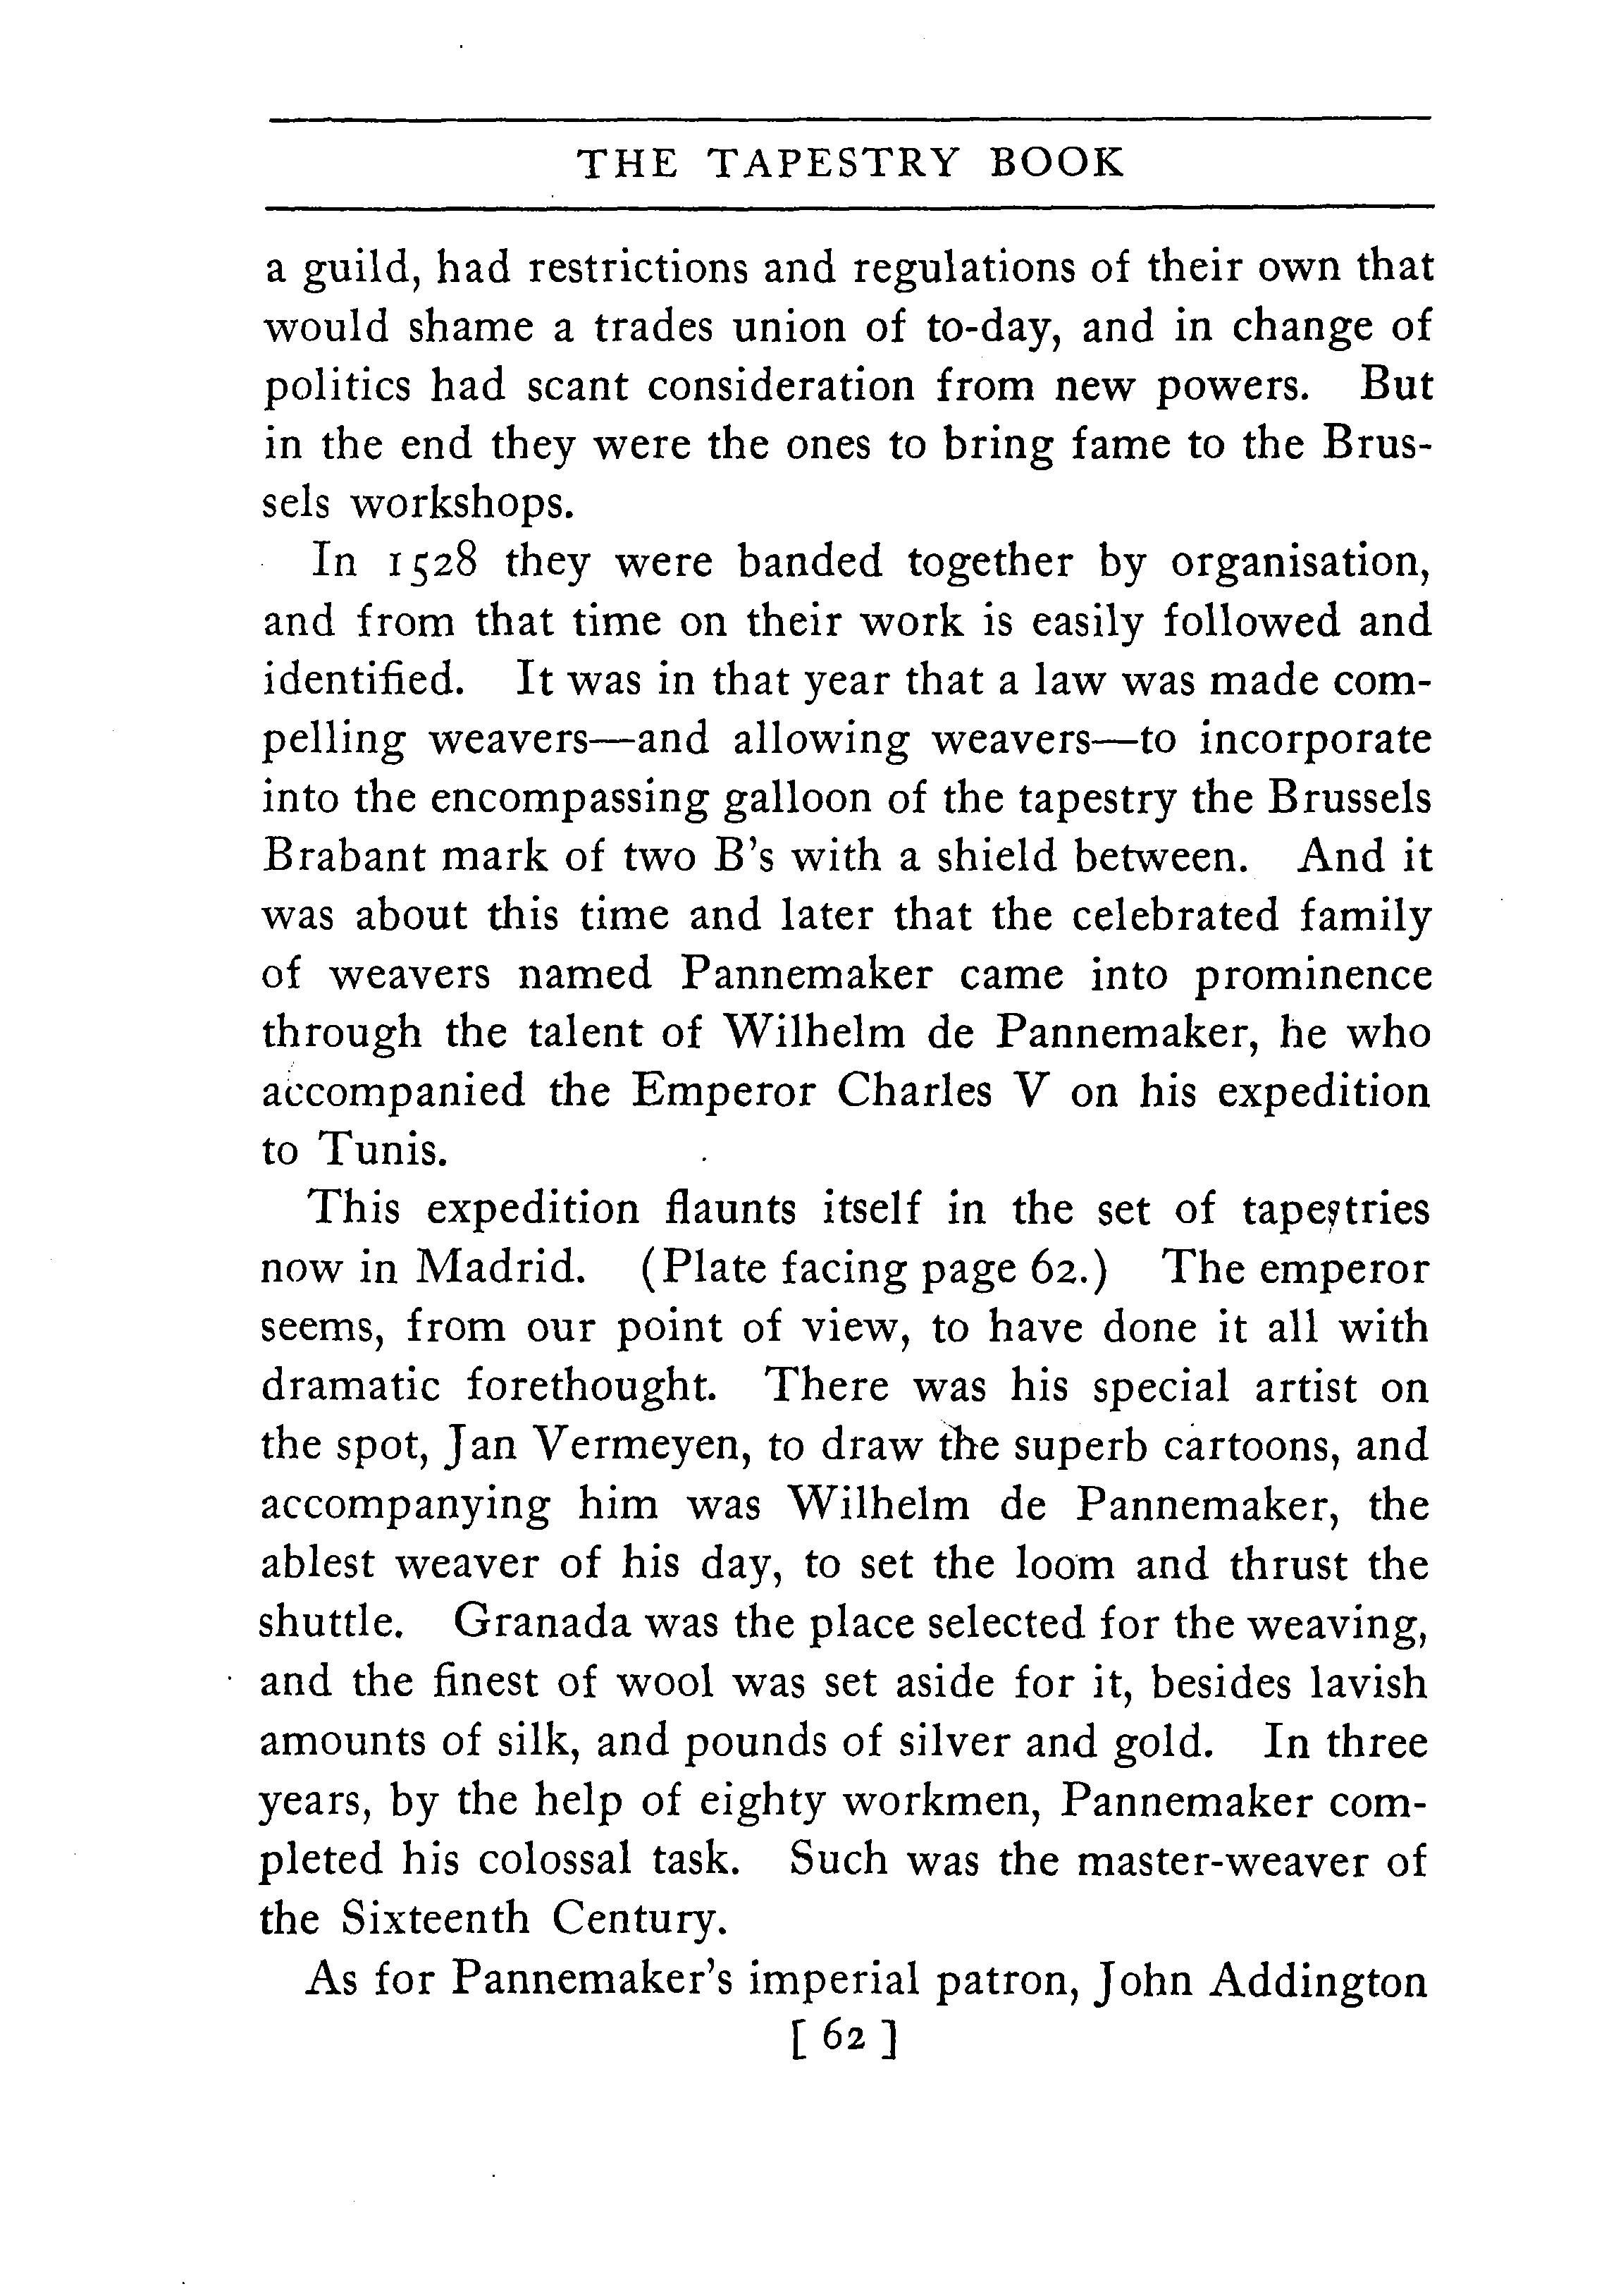 THE TAPESTRY BOOK
a guild, had restrictions and regulations of their own that
would shame a trades union of to-day, and in change of
politics had scant consideration from new powers. But
in the end they were the ones to bring fame to the Brus-
sels workshops.
In 1528 they were banded together by organisation,
and from that time on their work is easily followed and
identified. It was in that year that a law was made com-
pelling weavers—and allowing weavers—to incorporate
into the encompassing galloon of the tapestry the Brussels
Brabant mark of two B's with a shield between. And it
was about this time and later that the celebrated family
of weavers named Pannemaker came into prominence
through the talent of Wilhelm de Pannemaker, he who
accompanied the Emperor Charles V on his expedition
to Tunis.
This expedition flaunts itself in the set of tapestries
now in Madrid. (Plate facing page 62.) The emperor
seems, from our point of view, to have done it all with
dramatic forethought. There was his special artist on
the spot, Jan Vermeyen, to draw the superb cartoons, and
accompanying him was Wilhelm de Pannemaker, the
ablest weaver of his day, to set the loom and thrust the
shuttle. Granada was the place selected for the weaving,
and the finest of wool was set aside for it, besides lavish
amounts of silk, and pounds of silver and gold. In three
years, by the help of eighty workmen, Pannemaker com-
pleted his colossal task. Such was the master-weaver of
the Sixteenth Century.
As for Pannemaker's imperial patron, John Addington
[ 62 ]